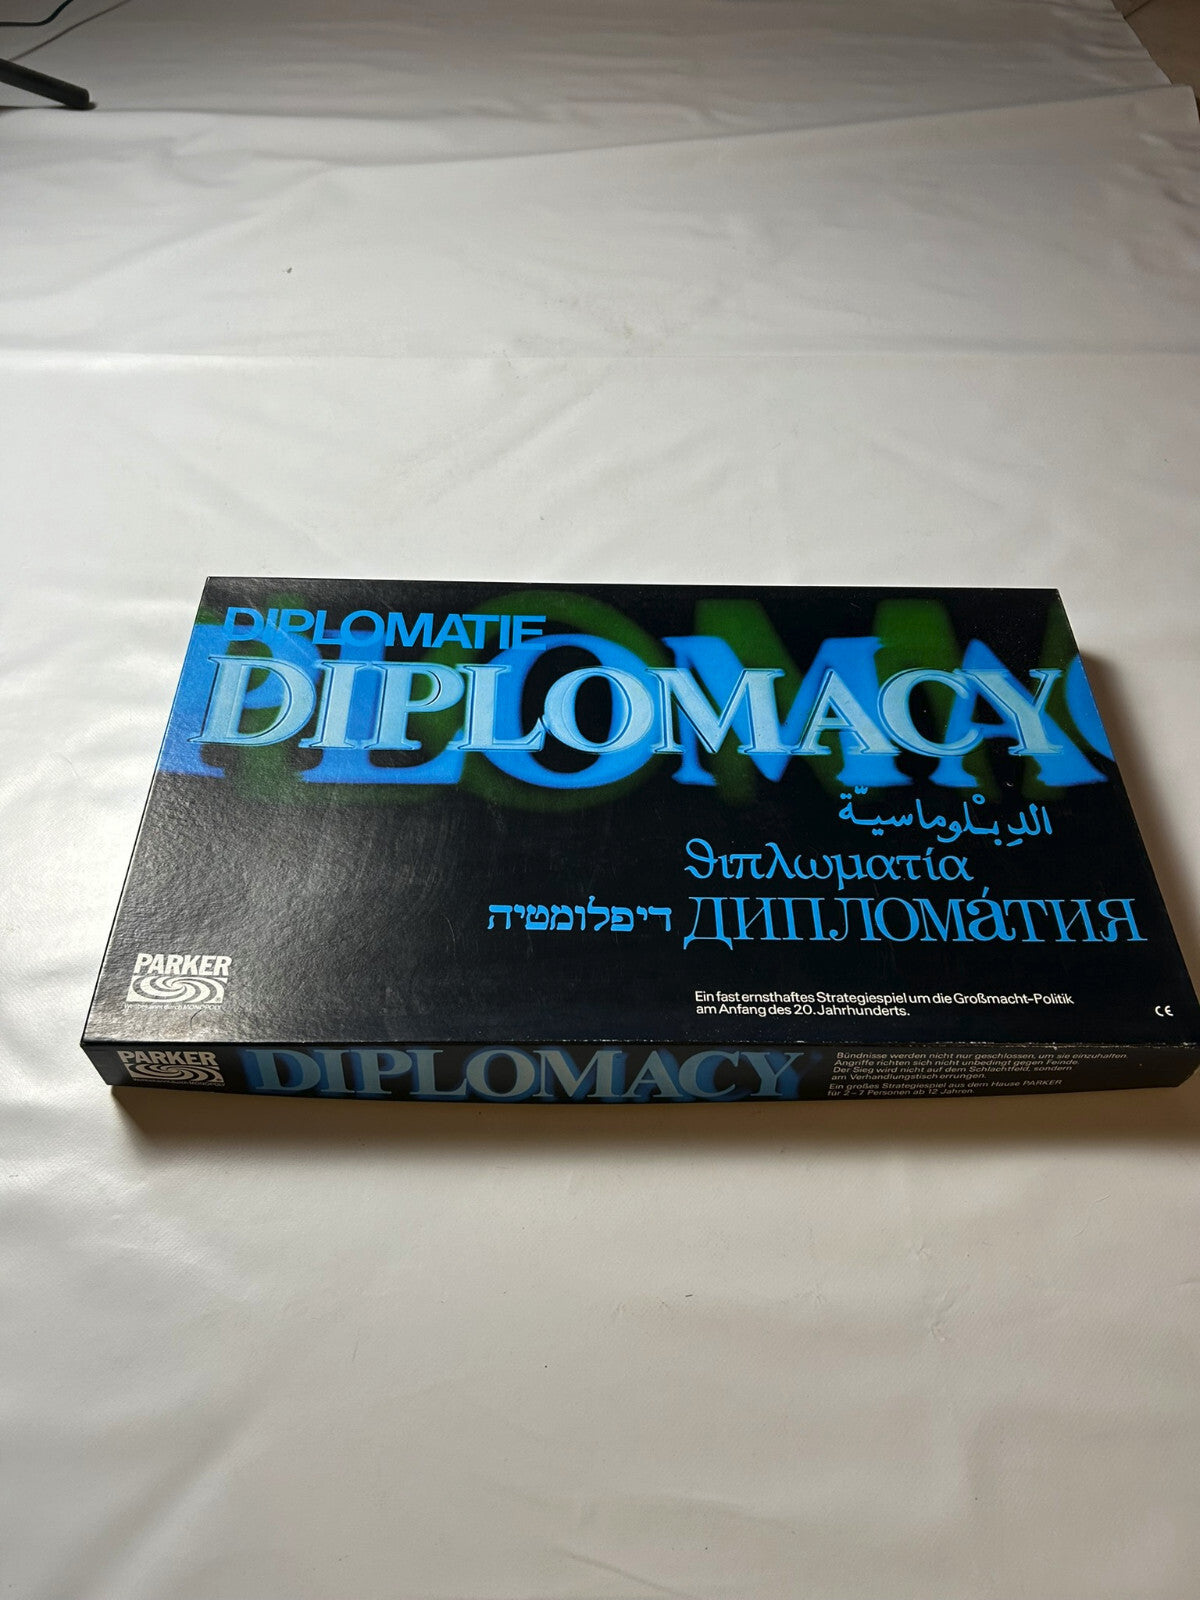 DIPLOMATIE
DIPLOMACY
الدِبْلوماسيّة
ϑιπλωματία
דיפלומטיה ДИПЛОМáТИЯ
PARKER
MONOPOLY
Ein fast ernsthaftes Strategiespiel um die Großmacht-Politik
am Anfang des 20. Jahrhunderts.
CE
PARKER
DIPLOMACY
Bündnisse werden nicht nur geschlossen, um sie einzuhalten.
Angriffe richten sich nicht unbedingt gegen Feinde.
Der Sieg wird nicht auf dem Schlachtfeld, sondern
am Verhandlungstisch errungen.
Ein großes Strategiespiel aus dem Hause PARKER
für 2-7 Personen ab 12 Jahren.